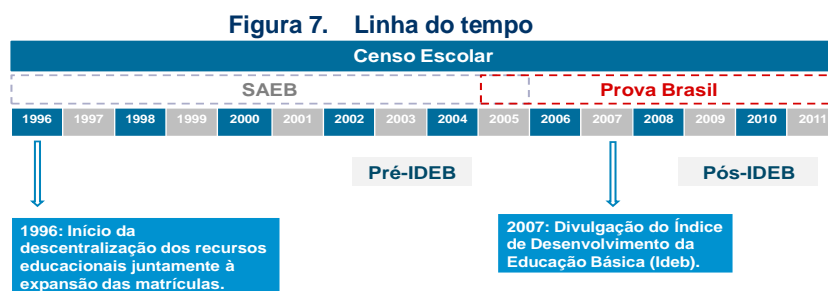 Figura 7. Linha do tempo
Censo Escolar
SAEB Prova Brasil
1996 1997 1998 1999 2000 2001 2002 2003 2004 2005 2006 2007 2008 2009 2010 2011
Pré-IDEB Pós-IDEB
1996: Início da
descentralização dos recursos
educacionais juntamente à
expansão das matrículas.
2007: Divulgação do Índice
de Desenvolvimento da
Educação Básica (Ideb).